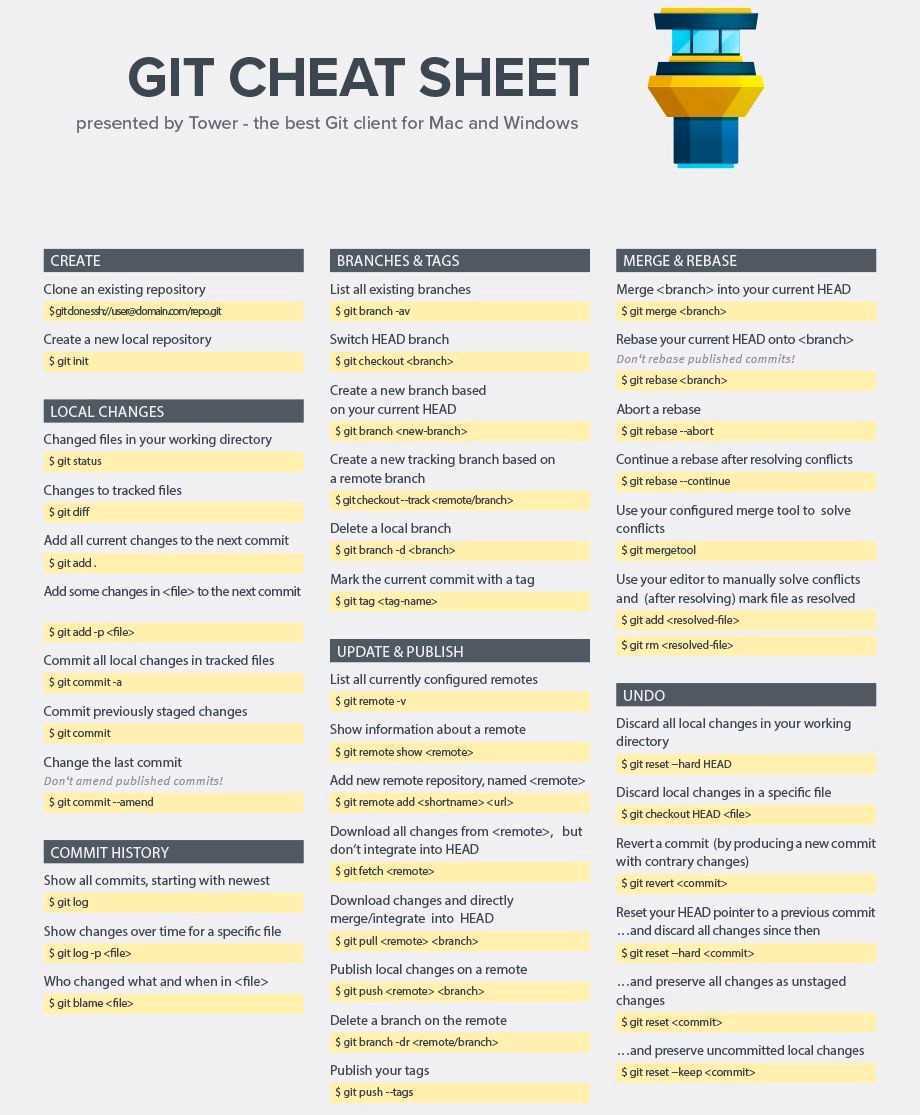 GIT CHEAT SHEET
presented by Tower - the best Git client for Mac and Windows
CREATE
Clone an existing repository
$ git clone ssh://user@domain.com/repo.git
Create a new local repository
$ git init
LOCAL CHANGES
Changed files in your working directory
$ git status
Changes to tracked files
$ git diff
Add all current changes to the next commit
$ git add .
Add some changes in <file> to the next commit
$ git add -p <file>
Commit all local changes in tracked files
$ git commit -a
Commit previously staged changes
$ git commit
Change the last commit
Don't amend published commits!
$ git commit --amend
COMMIT HISTORY
Show all commits, starting with newest
$ git log
Show changes over time for a specific file
$ git log -p <file>
Who changed what and when in <file>
$ git blame <file>
BRANCHES & TAGS
List all existing branches
$ git branch -av
Switch HEAD branch
$ git checkout <branch>
Create a new branch based
on your current HEAD
$ git branch <new-branch>
Create a new tracking branch based on
a remote branch
$ git checkout --track <remote/branch>
Delete a local branch
$ git branch -d <branch>
Mark the current commit with a tag
$ git tag <tag-name>
UPDATE & PUBLISH
List all currently configured remotes
$ git remote -v
Show information about a remote
$ git remote show <remote>
Add new remote repository, named <remote>
$ git remote add <shortname> <url>
Download all changes from <remote>, but
don’t integrate into HEAD
$ git fetch <remote>
Download changes and directly
merge/integrate into HEAD
$ git pull <remote> <branch>
Publish local changes on a remote
$ git push <remote> <branch>
Delete a branch on the remote
$ git branch -dr <remote/branch>
Publish your tags
$ git push --tags
MERGE & REBASE
Merge <branch> into your current HEAD
$ git merge <branch>
Rebase your current HEAD onto <branch>
Don't rebase published commits!
$ git rebase <branch>
Abort a rebase
$ git rebase --abort
Continue a rebase after resolving conflicts
$ git rebase --continue
Use your configured merge tool to solve
conflicts
$ git mergetool
Use your editor to manually solve conflicts
and (after resolving) mark file as resolved
$ git add <resolved-file>
$ git rm <resolved-file>
UNDO
Discard all local changes in your working
directory
$ git reset --hard HEAD
Discard local changes in a specific file
$ git checkout HEAD <file>
Revert a commit (by producing a new commit
with contrary changes)
$ git revert <commit>
Reset your HEAD pointer to a previous commit
…and discard all changes since then
$ git reset --hard <commit>
…and preserve all changes as unstaged
changes
$ git reset <commit>
…and preserve uncommitted local changes
$ git reset --keep <commit>